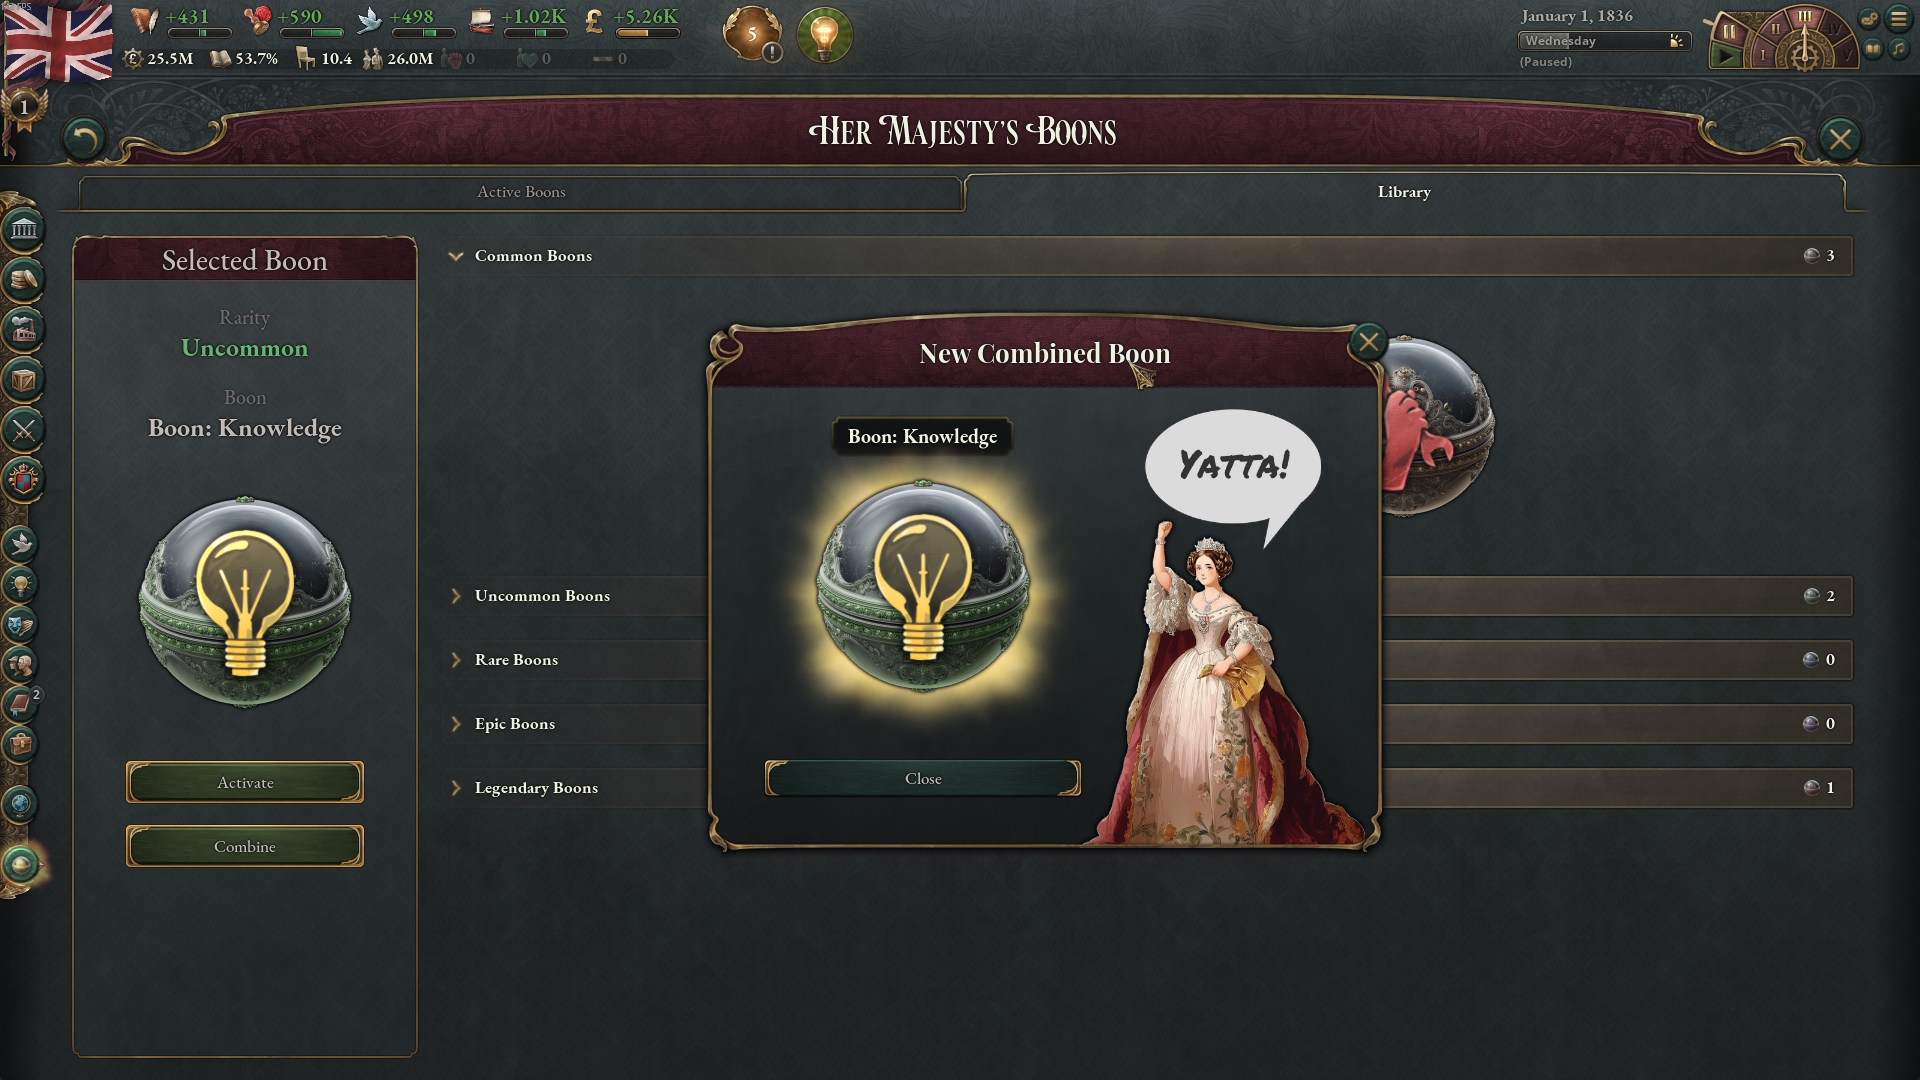 +431
+590
+498
+1.02K
+5.26K
25.5M
53.7%
10.4
26.0M
0
0
0
5
January 1, 1836
Wednesday
(Paused)
I
II
III
IV
V
1
Her Majesty's Boons
Active Boons
Library
Selected Boon
Rarity
Uncommon
Boon
Boon: Knowledge
Activate
Combine
Common Boons
3
Uncommon Boons
2
Rare Boons
0
Epic Boons
0
Legendary Boons
1
New Combined Boon
Boon: Knowledge
Yatta!
Close
2